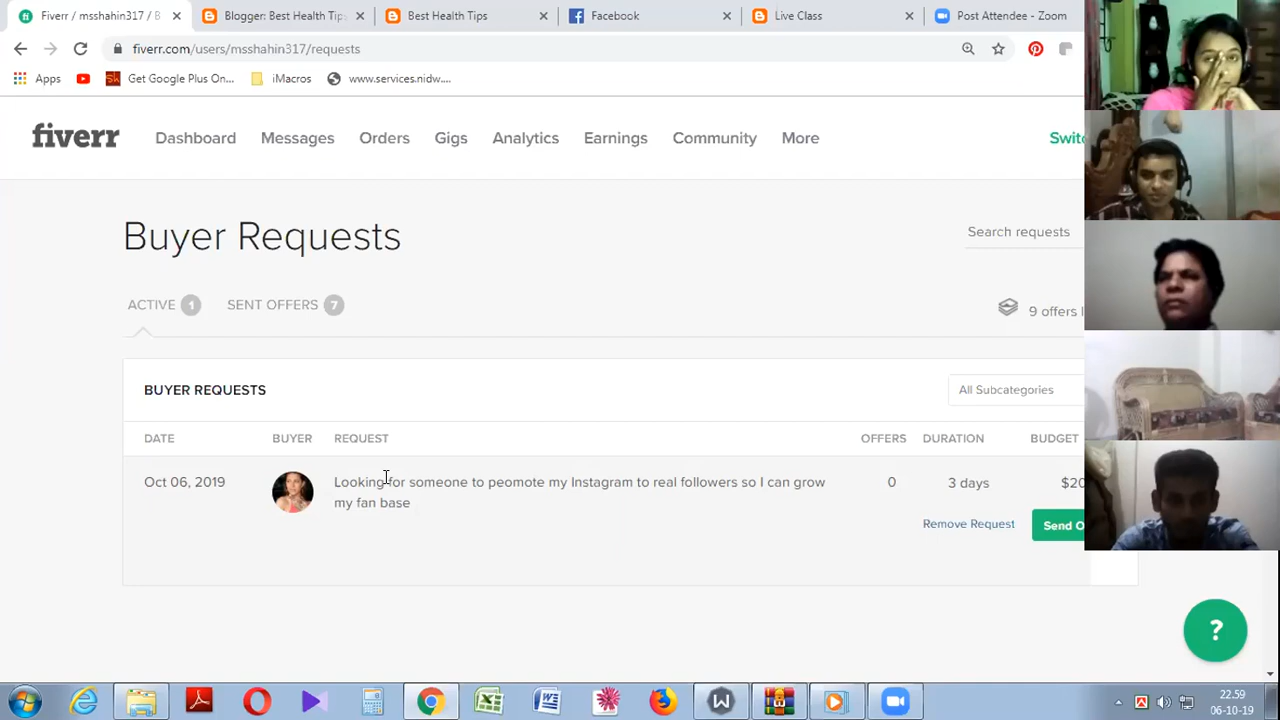 Fiverr / msshahin317 / B
Blogger: Best Health Tips
Best Health Tips
Facebook
Live Class
Post Attendee - Zoom
fiverr.com/users/msshahin317/requests
Apps
Get Google Plus On...
iMacros
www.services.nidw....
fiverr
Dashboard
Messages
Orders
Gigs
Analytics
Earnings
Community
More
Switc
Buyer Requests
Search requests
ACTIVE 1
SENT OFFERS 7
9 offers l
BUYER REQUESTS
All Subcategories
DATE
BUYER
REQUEST
OFFERS
DURATION
BUDGET
Oct 06, 2019
Looking for someone to peomote my Instagram to real followers so I can grow
my fan base
0
3 days
$20
Remove Request
Send O
?
22.59
06-10-19